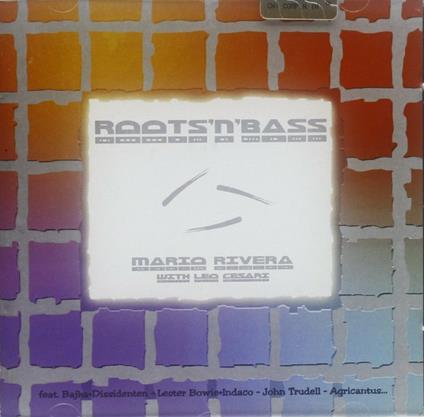 ROOTS'N'BASS
MARIO RIVERA
WITH LEO CESARI
feat. Bajka•Dissidenten - Lester Bowie•Indaco - John Trudell - Agricantus...